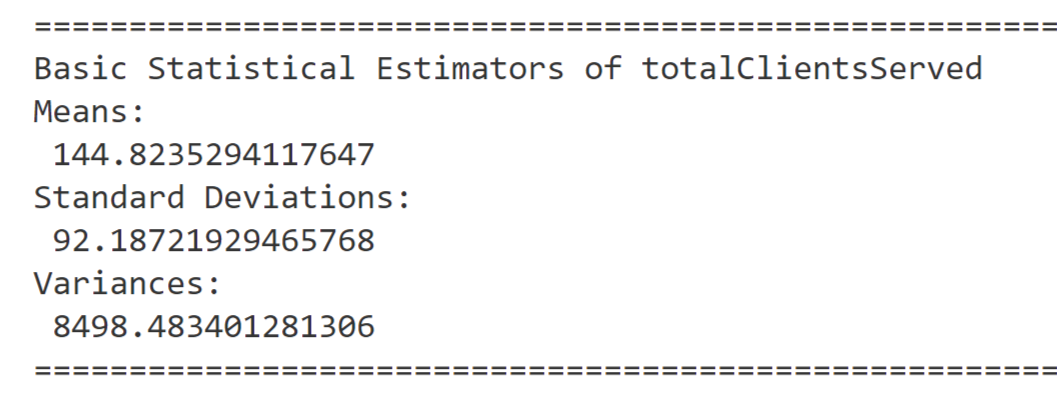 ======================================================
Basic Statistical Estimators of totalClientsServed
Means:
 144.8235294117647
Standard Deviations:
 92.18721929465768
Variances:
 8498.483401281306
======================================================